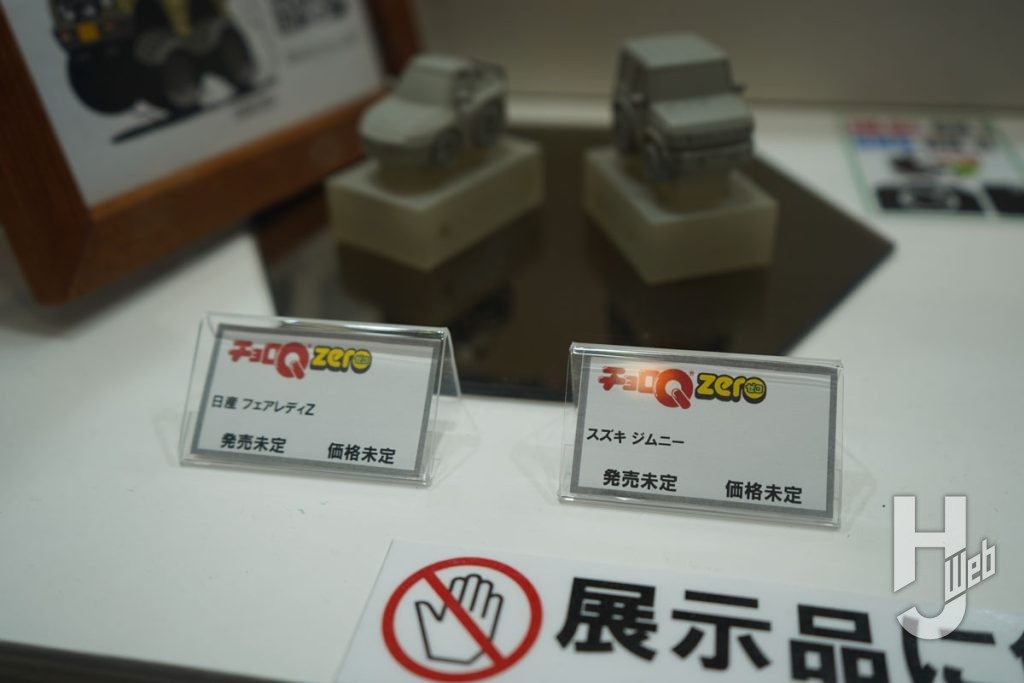 チョロQ zero ゼロ
日産 フェアレディZ
発売未定 価格未定
チョロQ zero ゼロ
スズキ ジムニー
発売未定 価格未定
展示品に
HJ Web